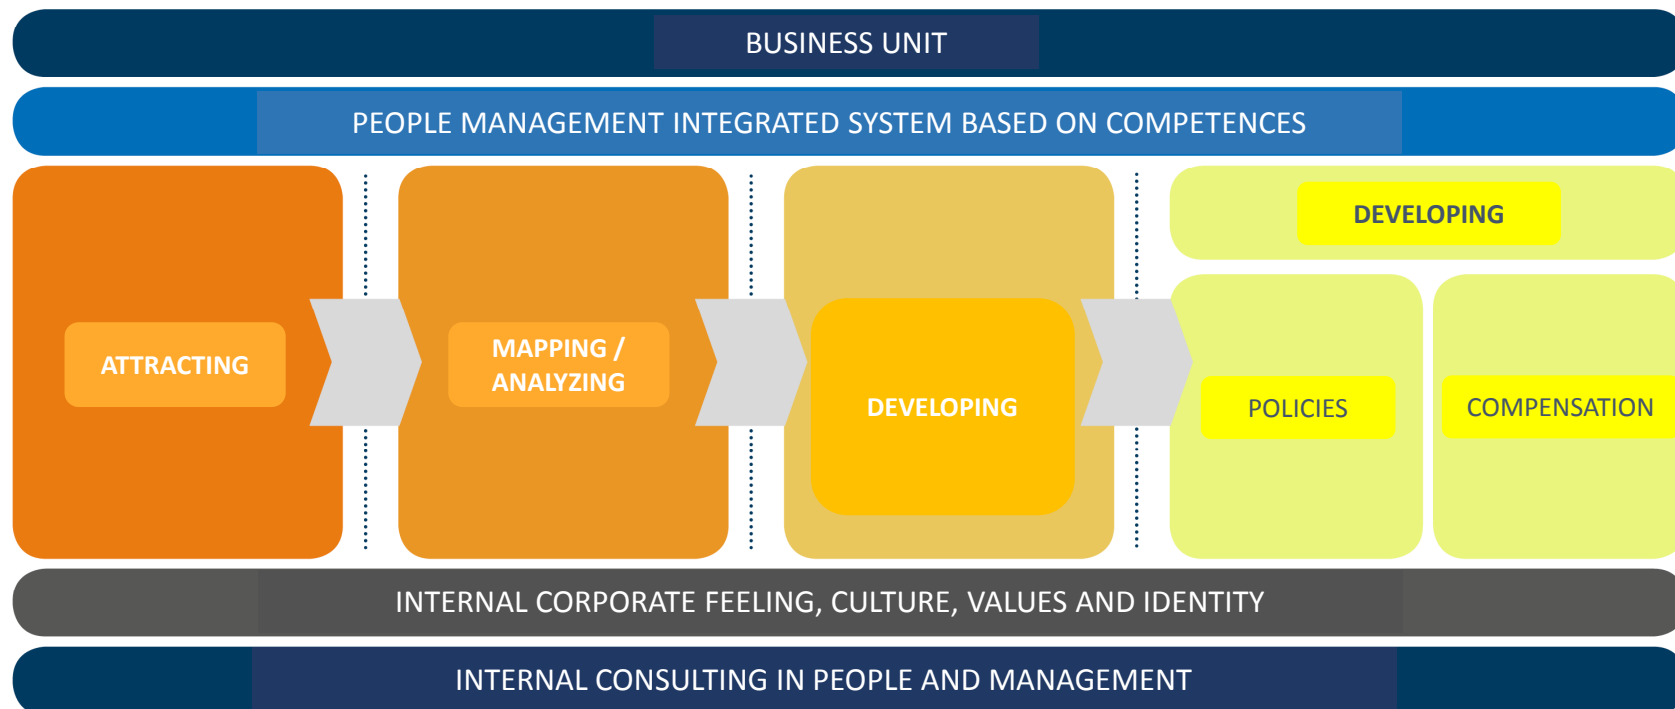 BUSINESS UNIT
PEOPLE MANAGEMENT INTEGRATED SYSTEM BASED ON COMPETENCES
ATTRACTING
MAPPING /
ANALYZING
DEVELOPING
DEVELOPING
POLICIES
COMPENSATION
INTERNAL CORPORATE FEELING, CULTURE, VALUES AND IDENTITY
INTERNAL CONSULTING IN PEOPLE AND MANAGEMENT